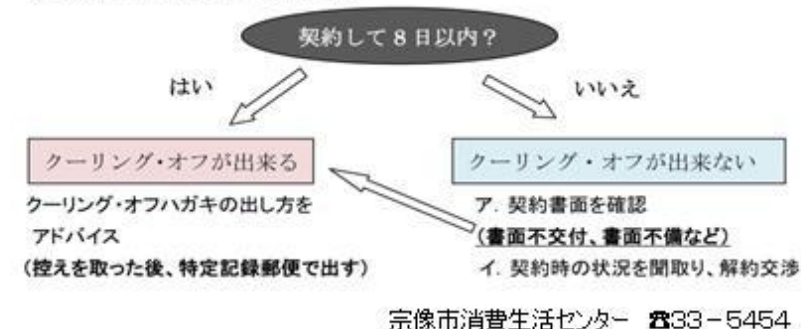 契約して8日以内?
はい
いいえ
クーリング・オフが出来る
クーリング・オフが出来ない
クーリング・オフハガキの出し方を
アドバイス
(控えを取った後、特定記録郵便で出す)
ア. 契約書面を確認
(書面不交付、書面不備など)
イ. 契約時の状況を聞取り、解約交渉
宗像市消費生活センター ☎33-5454